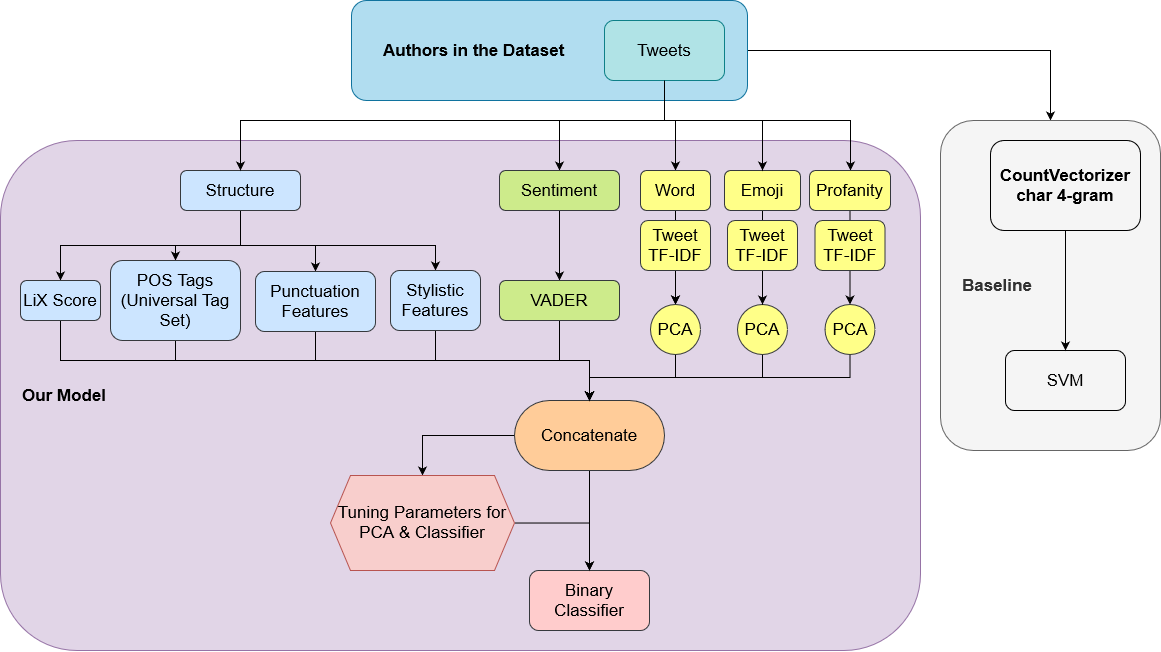 Authors in the Dataset
Tweets
Structure
Sentiment
Word
Emoji
Profanity
CountVectorizer
char 4-gram
Tweet
TF-IDF
Tweet
TF-IDF
Tweet
TF-IDF
LiX Score
POS Tags
(Universal Tag
Set)
Punctuation
Features
Stylistic
Features
VADER
PCA
PCA
PCA
Baseline
SVM
Our Model
Concatenate
Tuning Parameters for
PCA & Classifier
Binary
Classifier